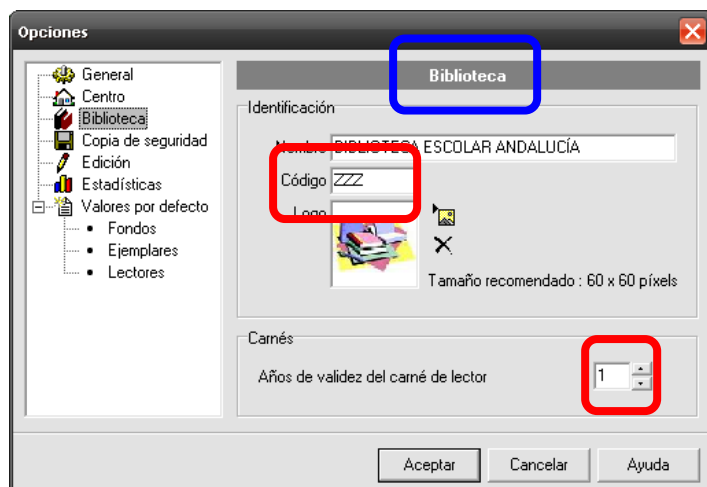 Opciones
General
Centro
Biblioteca
Copia de seguridad
Edición
Estadísticas
Valores por defecto
Fondos
Ejemplares
Lectores
Biblioteca
Identificación
Nombre BIBLIOTECA ESCOLAR ANDALUCÍA
Código ZZZ
Logo
Tamaño recomendado : 60 x 60 píxels
Carnés
Años de validez del carné de lector 1
Aceptar Cancelar Ayuda